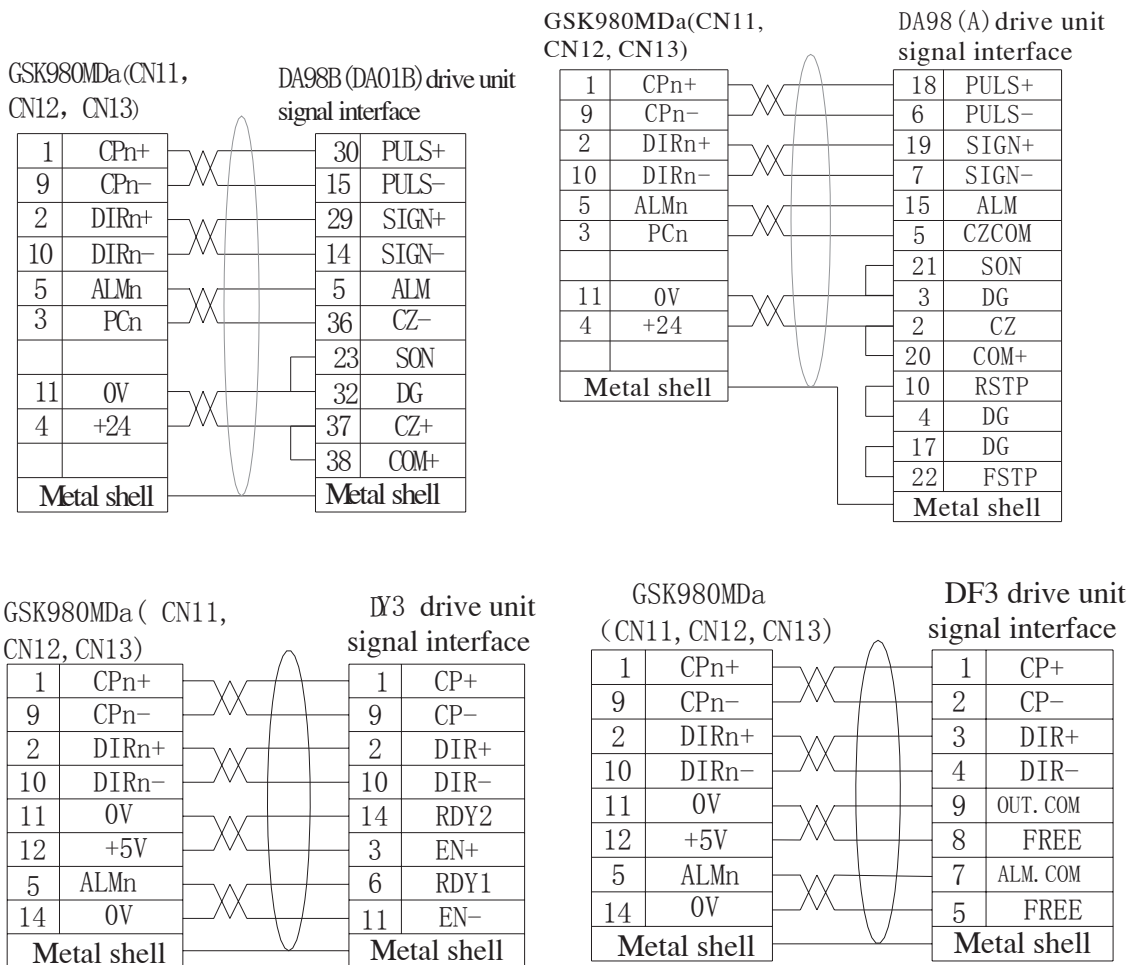 GSK980MDa(CN11,
CN12, CN13)
DA98B(DA01B)drive unit
signal interface
1 CPn+ 30 PULS+
9 CPn- 15 PULS-
2 DIRn+ 29 SIGN+
10 DIRn- 14 SIGN-
5 ALMn 5 ALM
3 PCn 36 CZ-
23 SON
11 0V 32 DG
4 +24 37 CZ+
38 COM+
Metal shell Metal shell
GSK980MDa(CN11,
CN12, CN13)
DA98(A)drive unit
signal interface
1 CPn+ 18 PULS+
9 CPn- 6 PULS-
2 DIRn+ 19 SIGN+
10 DIRn- 7 SIGN-
5 ALMn 15 ALM
3 PCn 5 CZCOM
21 SON
11 0V 3 DG
4 +24 2 CZ
20 COM+
Metal shell 10 RSTP
4 DG
17 DG
22 FSTP
Metal shell
GSK980MDa( CN11,
CN12, CN13)
DY3 drive unit
signal interface
1 CPn+ 1 CP+
9 CPn- 9 CP-
2 DIRn+ 2 DIR+
10 DIRn- 10 DIR-
11 0V 14 RDY2
12 +5V 3 EN+
5 ALMn 6 RDY1
14 0V 11 EN-
Metal shell Metal shell
GSK980MDa
(CN11, CN12, CN13)
DF3 drive unit
signal interface
1 CPn+ 1 CP+
9 CPn- 2 CP-
2 DIRn+ 3 DIR+
10 DIRn- 4 DIR-
11 0V 9 OUT.COM
12 +5V 8 FREE
5 ALMn 7 ALM.COM
14 0V 5 FREE
Metal shell Metal shell